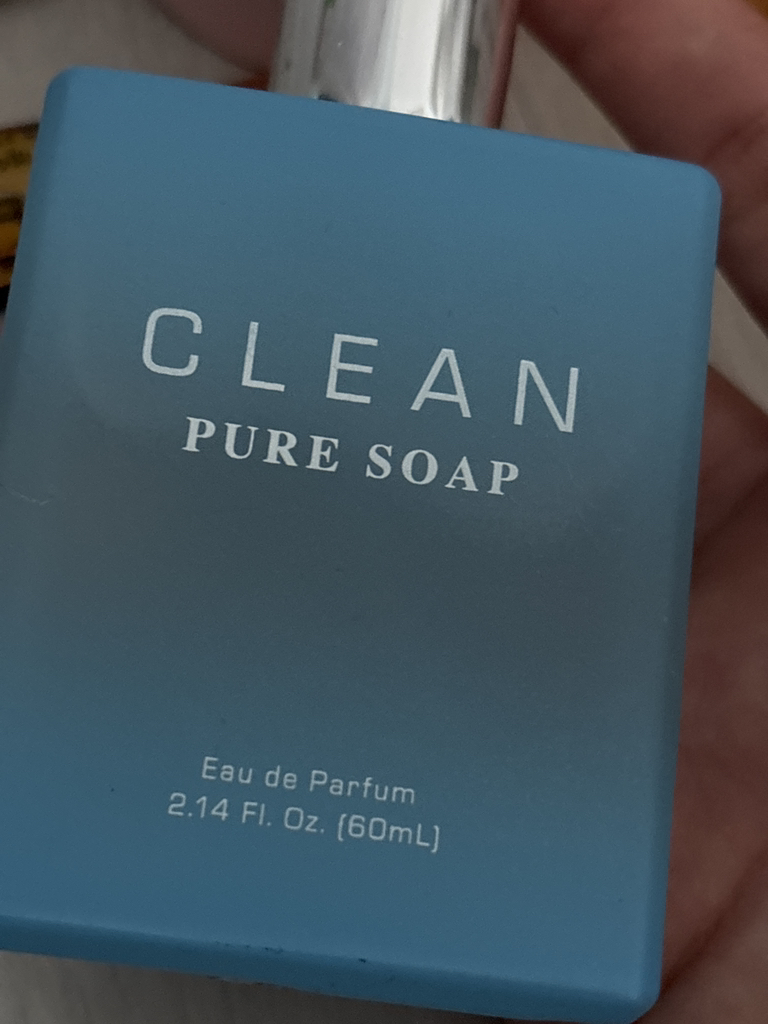 CLEAN
PURE SOAP
Eau de Parfum
2.14 Fl. Oz. (60mL)